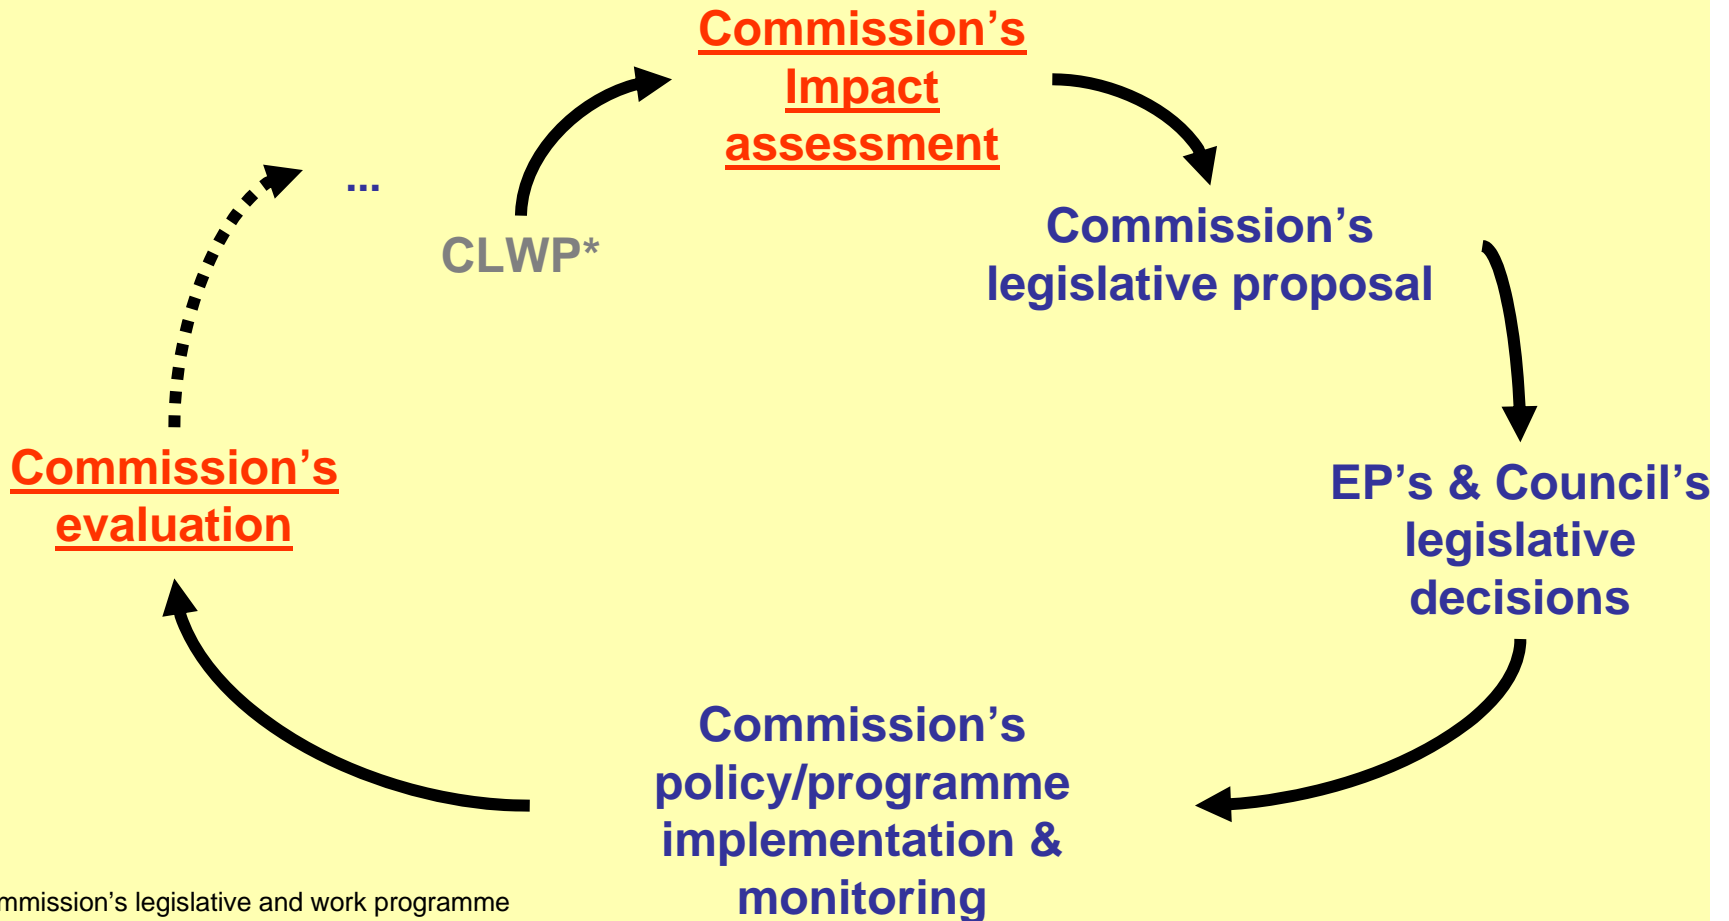 Commission’s
Impact
assessment
...
CLWP*
Commission’s
legislative proposal
Commission’s
evaluation
EP’s & Council’s
legislative
decisions
Commission’s
policy/programme
implementation &
monitoring
mmission’s legislative and work programme